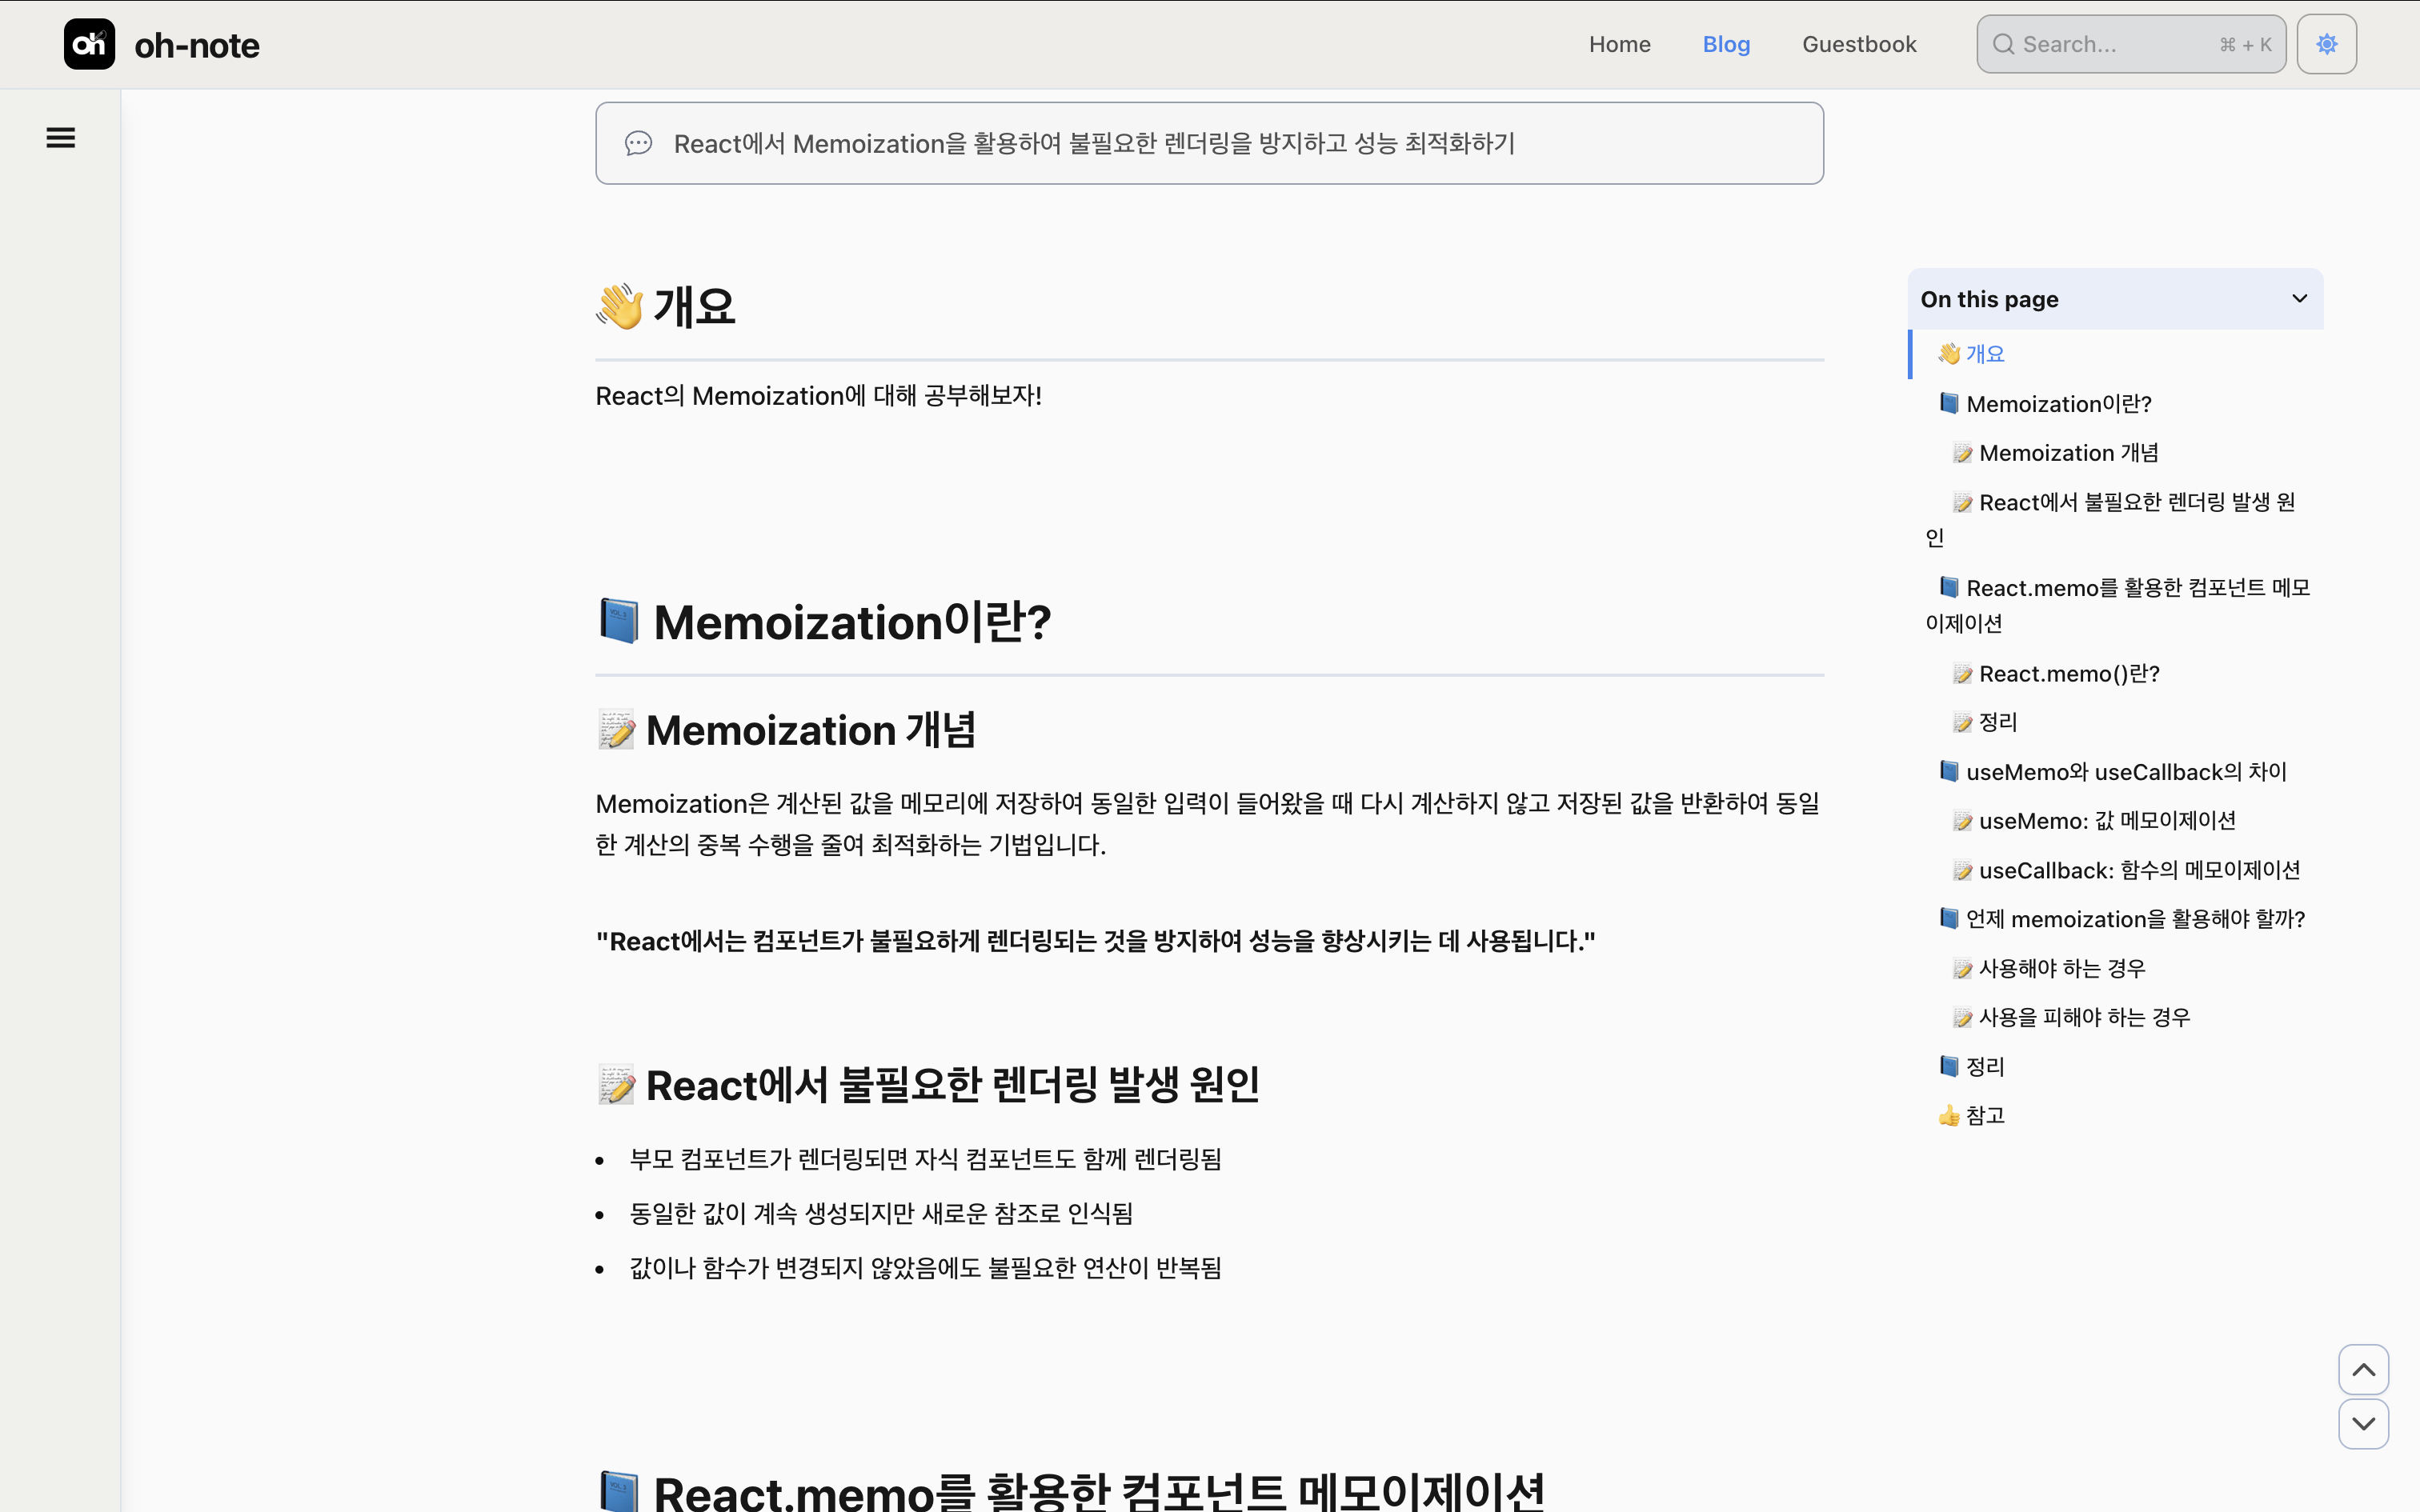 oh oh-note Home Blog Guestbook Search... ⌘ + K
React에서 Memoization을 활용하여 불필요한 렌더링을 방지하고 성능 최적화하기
👋 개요
React의 Memoization에 대해 공부해보자!
📘 Memoization이란?
📝 Memoization 개념
Memoization은 계산된 값을 메모리에 저장하여 동일한 입력이 들어왔을 때 다시 계산하지 않고 저장된 값을 반환하여 동일
한 계산의 중복 수행을 줄여 최적화하는 기법입니다.
"React에서는 컴포넌트가 불필요하게 렌더링되는 것을 방지하여 성능을 향상시키는 데 사용됩니다."
📝 React에서 불필요한 렌더링 발생 원인
• 부모 컴포넌트가 렌더링되면 자식 컴포넌트도 함께 렌더링됨
• 동일한 값이 계속 생성되지만 새로운 참조로 인식됨
• 값이나 함수가 변경되지 않았음에도 불필요한 연산이 반복됨
📘 React.memo를 활용한 컴포넌트 메모이제이션
On this page
👋 개요
📘 Memoization이란?
📝 Memoization 개념
📝 React에서 불필요한 렌더링 발생 원
인
📘 React.memo를 활용한 컴포넌트 메모
이제이션
📝 React.memo()란?
📝 정리
📘 useMemo와 useCallback의 차이
📝 useMemo: 값 메모이제이션
📝 useCallback: 함수의 메모이제이션
📘 언제 memoization을 활용해야 할까?
📝 사용해야 하는 경우
📝 사용을 피해야 하는 경우
📘 정리
👍 참고